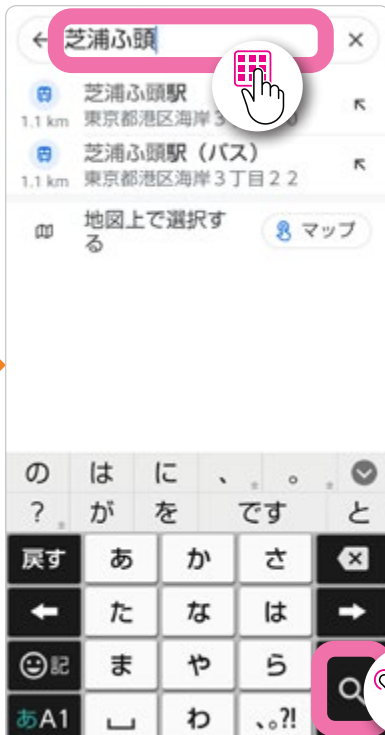 芝浦ふ頭
芝浦ふ頭駅
1.1 km 東京都港区海岸3
芝浦ふ頭駅（バス）
1.1 km 東京都港区海岸3丁目22
地図上で選択す
る
マップ
の は に 、 。
? が を です と
戻す あ か さ
た な は
記 ま や ら
あA1 わ 、。?!